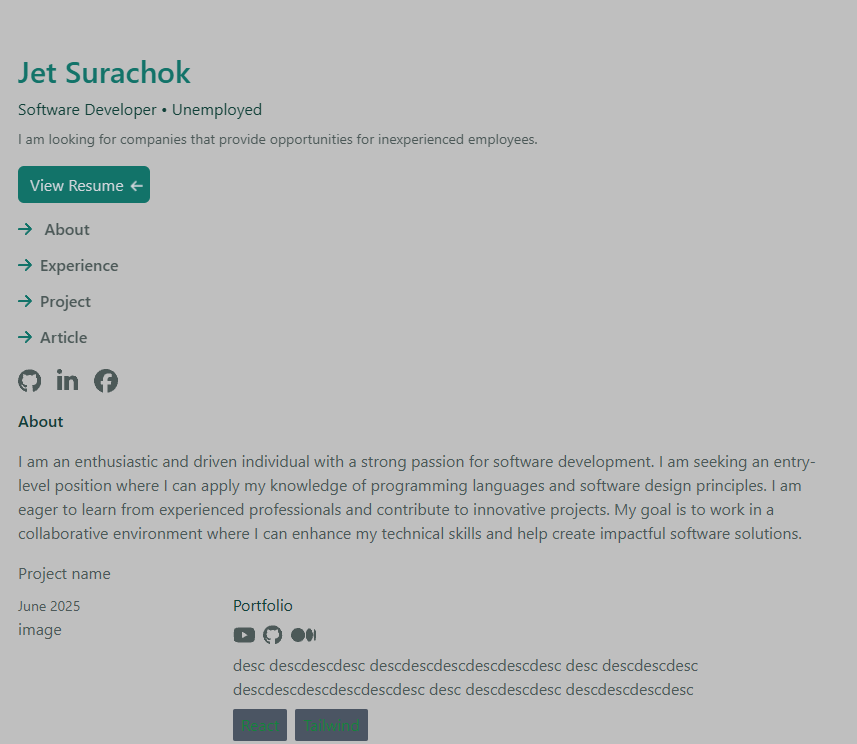 Jet Surachok
Software Developer • Unemployed
I am looking for companies that provide opportunities for inexperienced employees.
View Resume
About
Experience
Project
Article
About
I am an enthusiastic and driven individual with a strong passion for software development. I am seeking an entry-
level position where I can apply my knowledge of programming languages and software design principles. I am
eager to learn from experienced professionals and contribute to innovative projects. My goal is to work in a
collaborative environment where I can enhance my technical skills and help create impactful software solutions.
Project name
June 2025
image
Portfolio
desc descdescdesc descdescdescdescdescdesc desc descdescdesc
descdescdescdescdescdesc desc descdescdesc descdescdescdesc
React
Tailwind